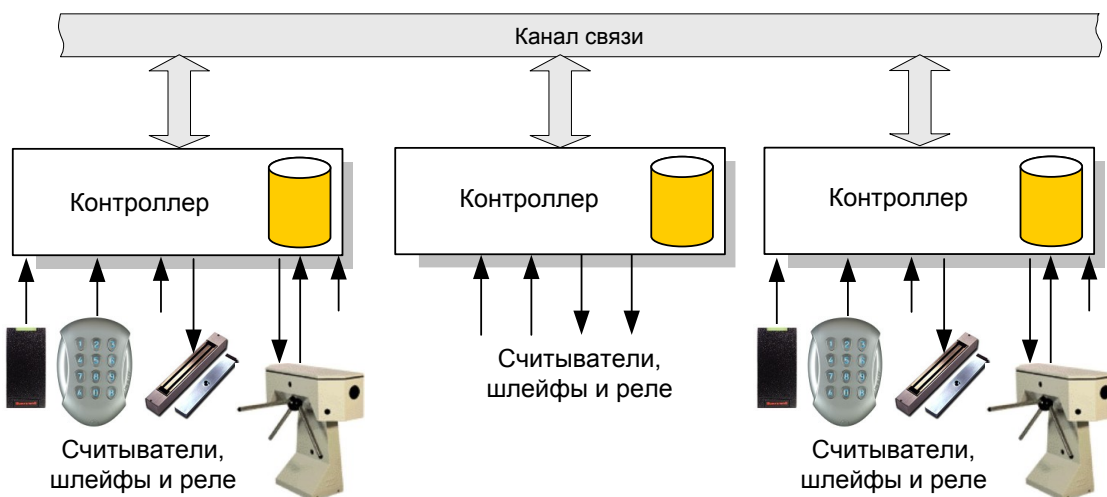 Канал связи
Контроллер
Контроллер
Контроллер
Считыватели,
шлейфы и реле
Считыватели,
шлейфы и реле
Считыватели,
шлейфы и реле